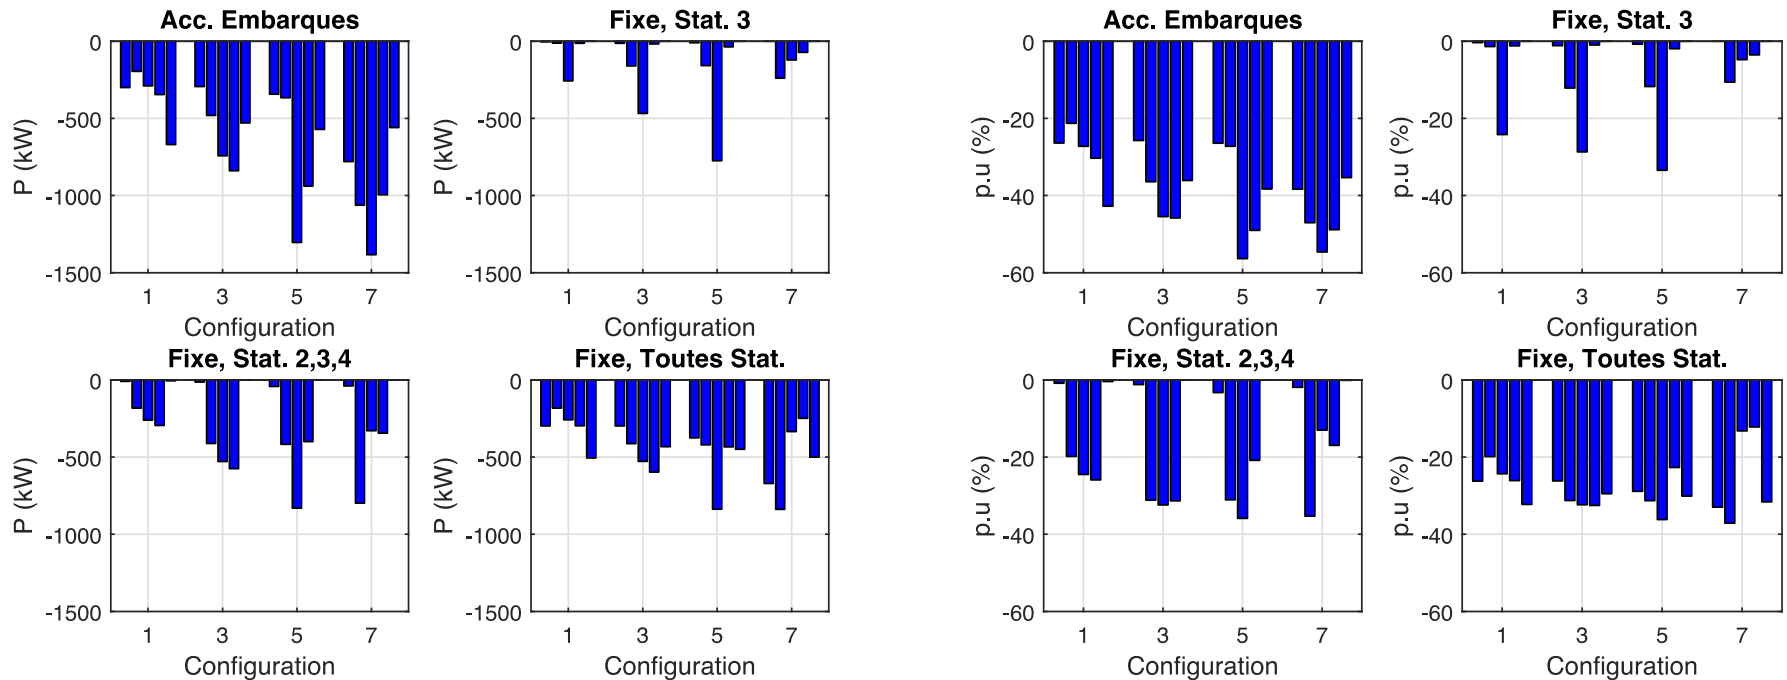 Acc. Embarques
0
-500
-1000
-1500
P (kW)
1 3 5 7
Configuration
Fixe, Stat. 3
0
-500
-1000
-1500
P (kW)
1 3 5 7
Configuration
Acc. Embarques
0
-20
-40
-60
p.u (%)
1 3 5 7
Configuration
Fixe, Stat. 3
0
-20
-40
-60
p.u (%)
1 3 5 7
Configuration
Fixe, Stat. 2,3,4
0
-500
-1000
-1500
P (kW)
1 3 5 7
Configuration
Fixe, Toutes Stat.
0
-500
-1000
-1500
P (kW)
1 3 5 7
Configuration
Fixe, Stat. 2,3,4
0
-20
-40
-60
p.u (%)
1 3 5 7
Configuration
Fixe, Toutes Stat.
0
-20
-40
-60
p.u (%)
1 3 5 7
Configuration